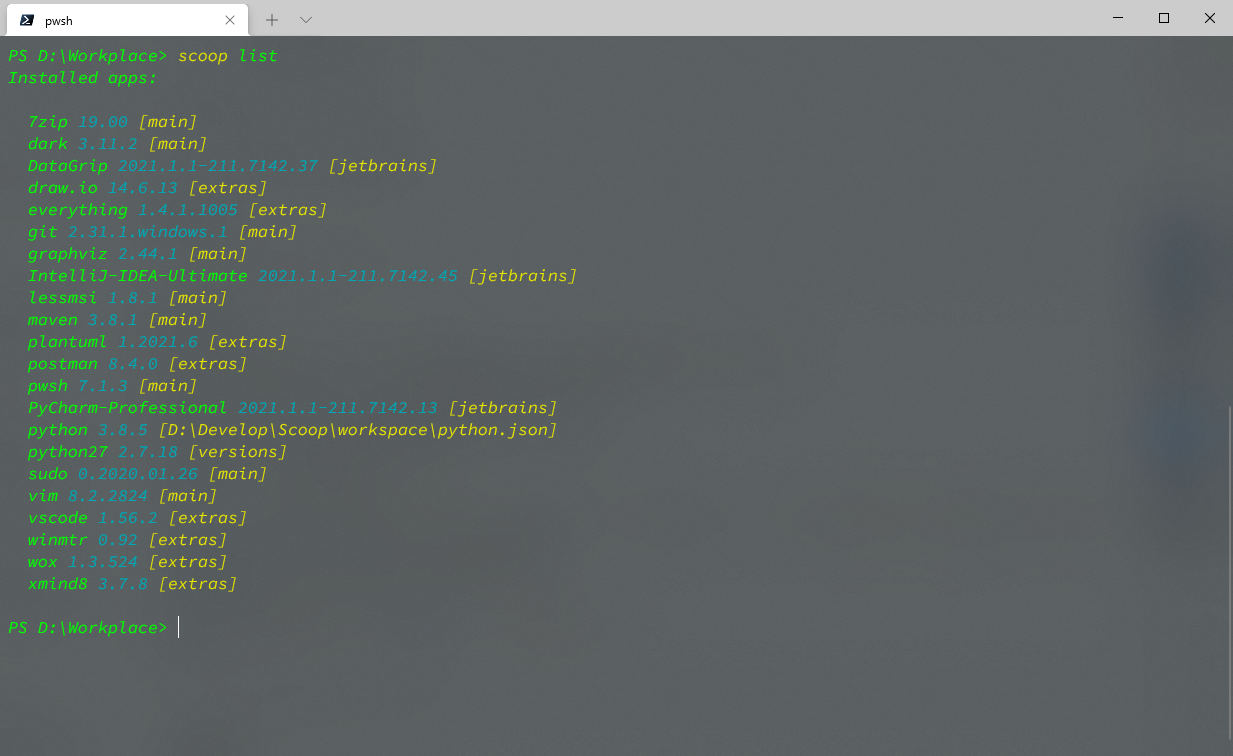 pwsh
PS D:\Workplace> scoop list
Installed apps:
7zip 19.00 [main]
dark 3.11.2 [main]
DataGrip 2021.1.1-211.7142.37 [jetbrains]
draw.io 14.6.13 [extras]
everything 1.4.1.1005 [extras]
git 2.31.1.windows.1 [main]
graphviz 2.44.1 [main]
IntelliJ-IDEA-Ultimate 2021.1.1-211.7142.45 [jetbrains]
lessmsi 1.8.1 [main]
maven 3.8.1 [main]
plantuml 1.2021.6 [extras]
postman 8.4.0 [extras]
pwsh 7.1.3 [main]
PyCharm-Professional 2021.1.1-211.7142.13 [jetbrains]
python 3.8.5 [D:\Develop\Scoop\workspace\python.json]
python27 2.7.18 [versions]
sudo 0.2020.01.26 [main]
vim 8.2.2824 [main]
vscode 1.56.2 [extras]
winmtr 0.92 [extras]
wox 1.3.524 [extras]
xmind8 3.7.8 [extras]
PS D:\Workplace>